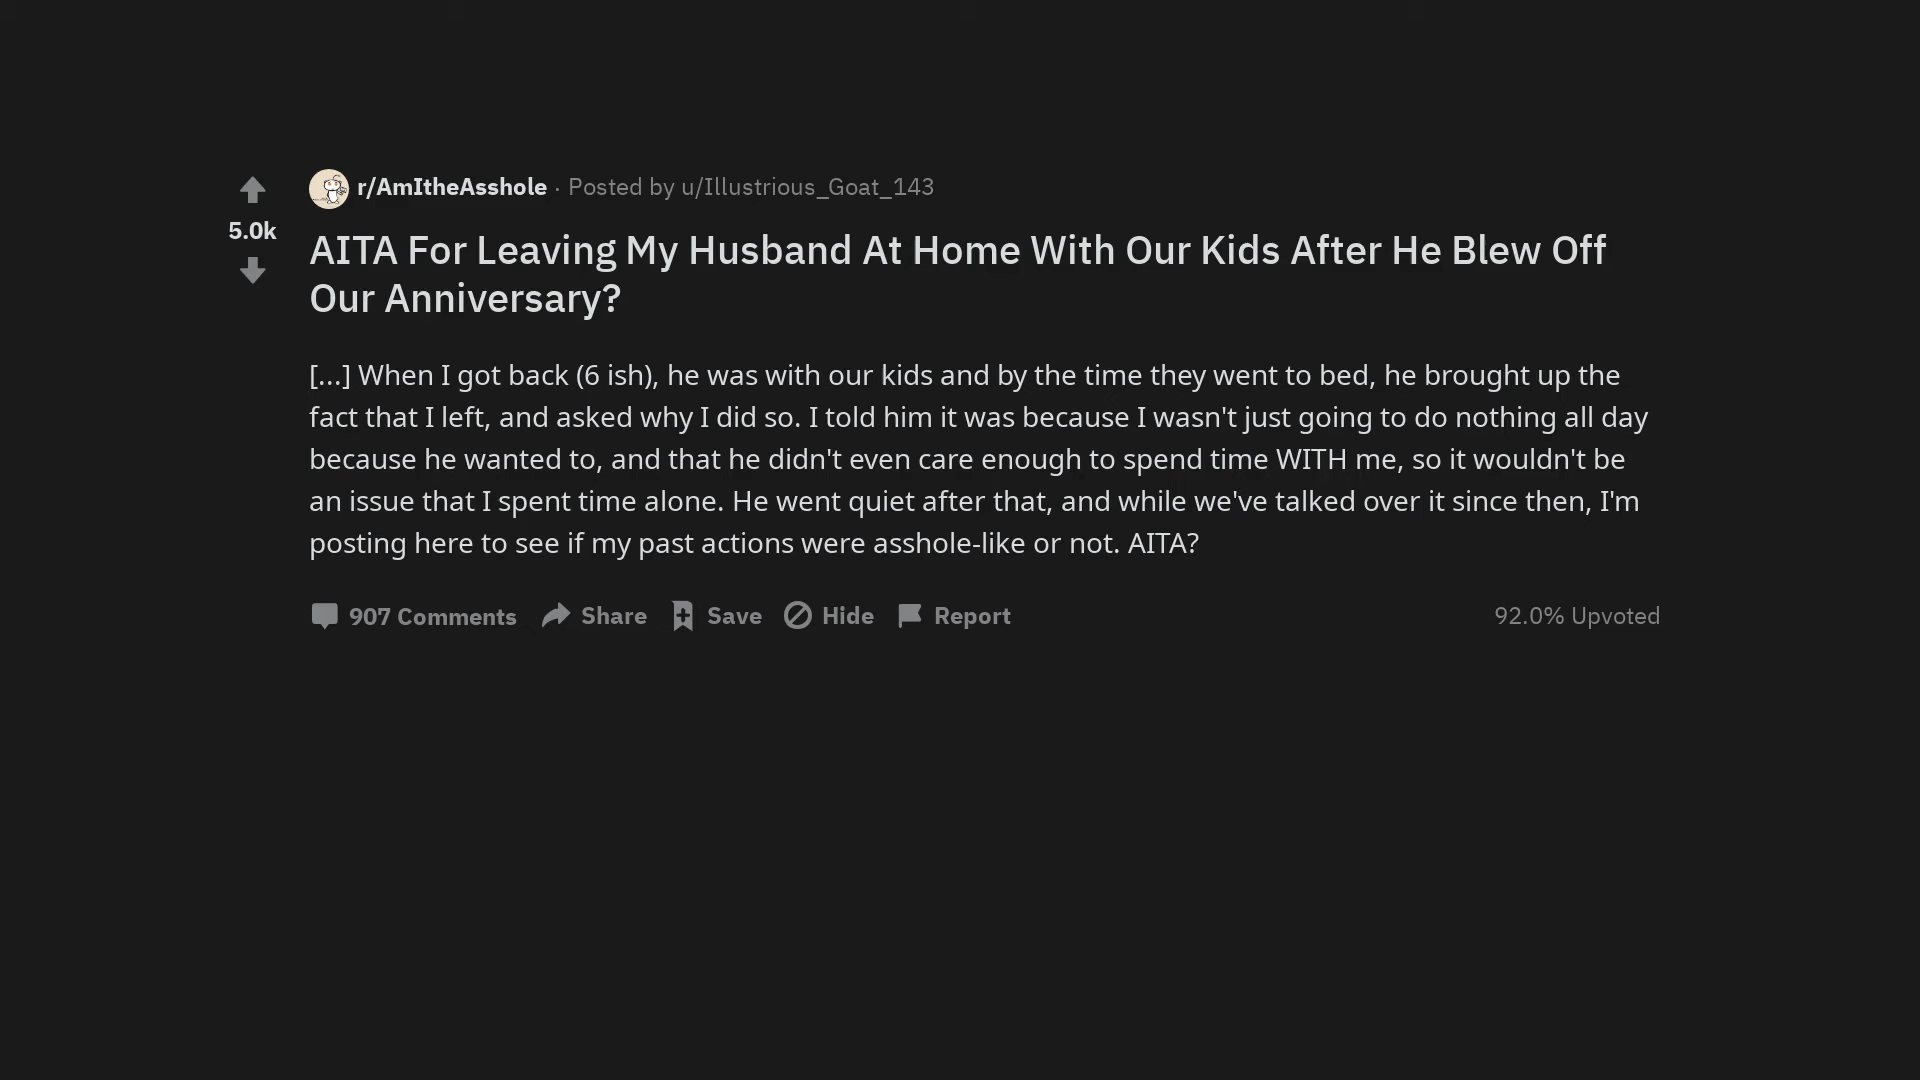 r/AmItheAsshole · Posted by u/Illustrious_Goat_143
5.0k
AITA For Leaving My Husband At Home With Our Kids After He Blew Off
Our Anniversary?
[...] When I got back (6 ish), he was with our kids and by the time they went to bed, he brought up the
fact that I left, and asked why I did so. I told him it was because I wasn't just going to do nothing all day
because he wanted to, and that he didn't even care enough to spend time WITH me, so it wouldn't be
an issue that I spent time alone. He went quiet after that, and while we've talked over it since then, I'm
posting here to see if my past actions were asshole-like or not. AITA?
907 Comments Share Save Hide Report 92.0% Upvoted